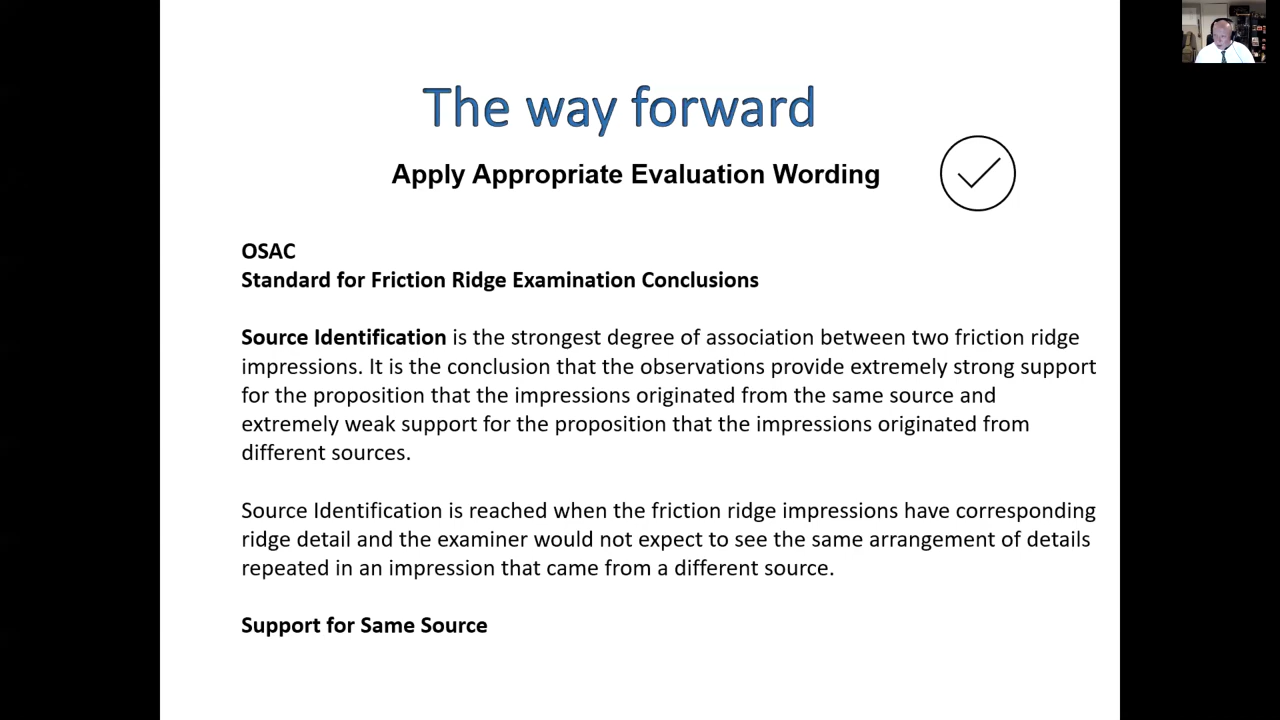 The way forward
Apply Appropriate Evaluation Wording
OSAC
Standard for Friction Ridge Examination Conclusions
Source Identification is the strongest degree of association between two friction ridge
impressions. It is the conclusion that the observations provide extremely strong support
for the proposition that the impressions originated from the same source and
extremely weak support for the proposition that the impressions originated from
different sources.
Source Identification is reached when the friction ridge impressions have corresponding
ridge detail and the examiner would not expect to see the same arrangement of details
repeated in an impression that came from a different source.
Support for Same Source